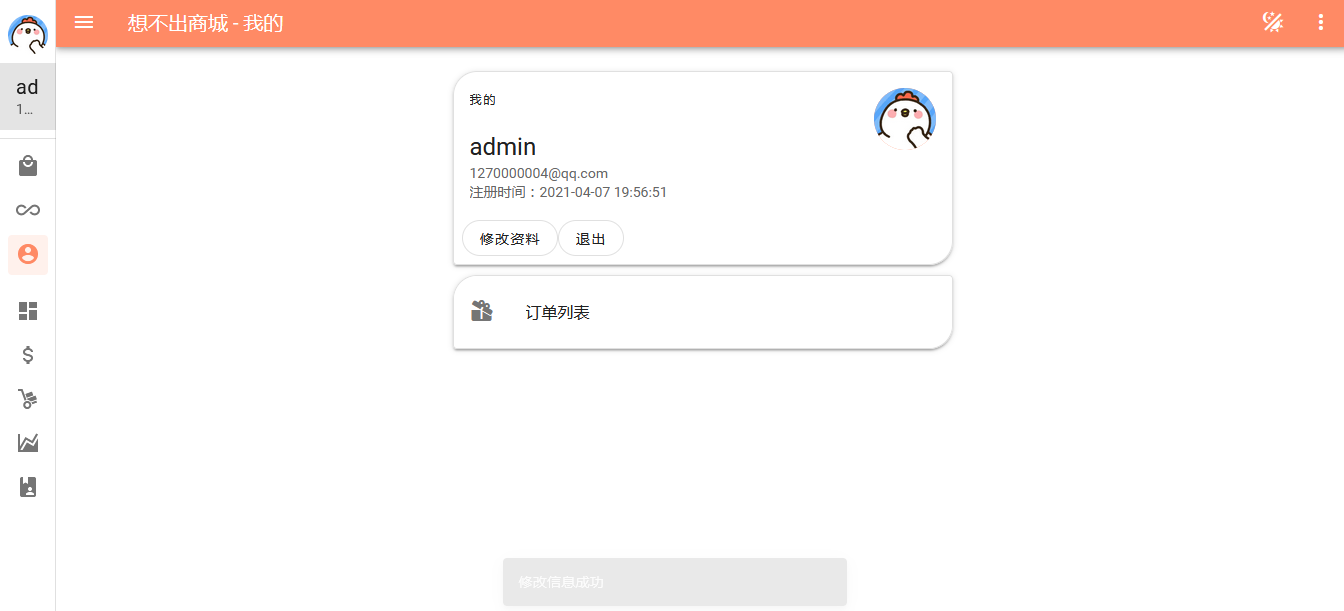 想不出商城 - 我的
ad
1...
我的
admin
1270000004@qq.com
注册时间：2021-04-07 19:56:51
修改资料
退出
订单列表
修改信息成功